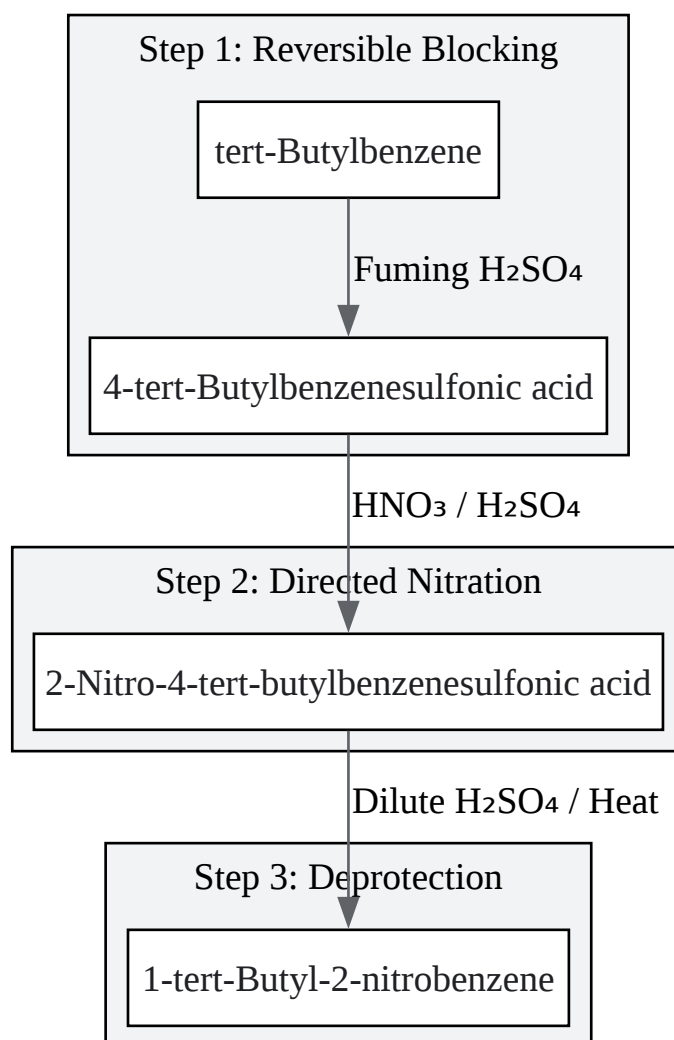 Step 1: Reversible Blocking
tert-Butylbenzene
Fuming H₂SO₄
4-tert-Butylbenzenesulfonic acid
HNO₃ / H₂SO₄
Step 2: Directed Nitration
2-Nitro-4-tert-butylbenzenesulfonic acid
Dilute H₂SO₄ / Heat
Step 3: Deprotection
1-tert-Butyl-2-nitrobenzene